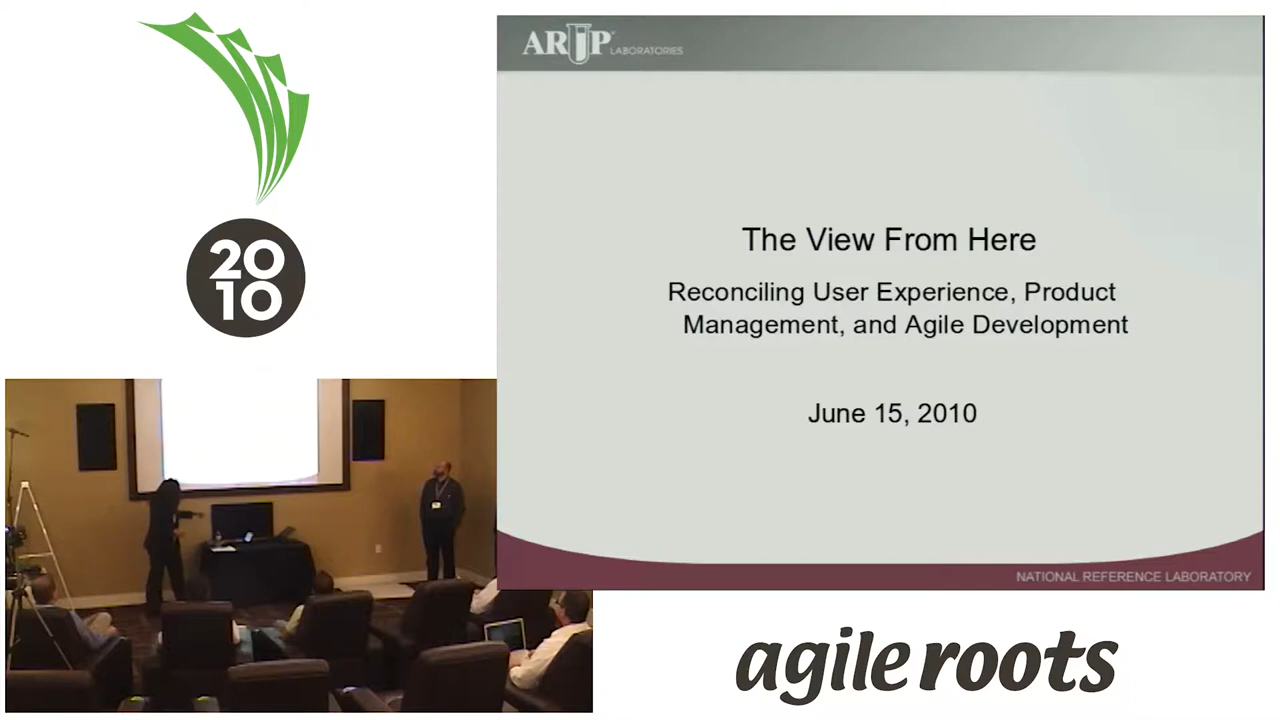 20
10
ARUP LABORATORIES
The View From Here
Reconciling User Experience, Product
Management, and Agile Development
June 15, 2010
NATIONAL REFERENCE LABORATORY
agile roots